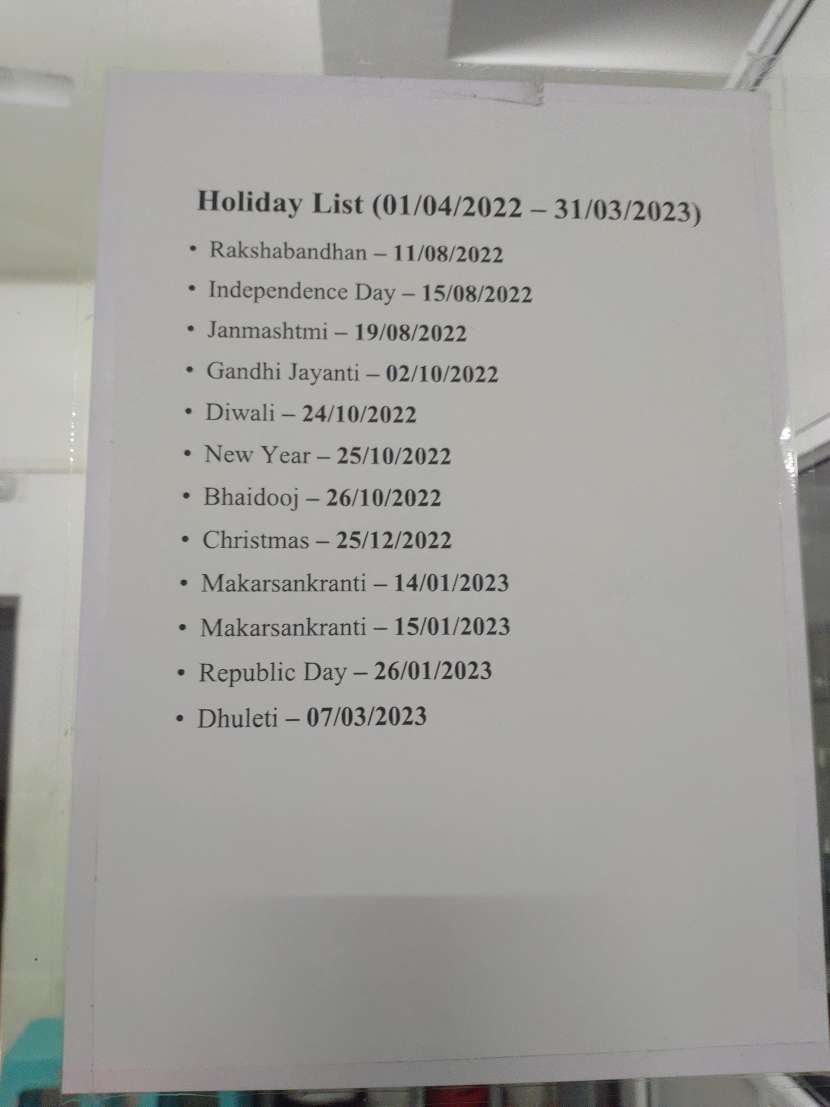 Holiday List (01/04/2022 – 31/03/2023)
• Rakshabandhan – 11/08/2022
• Independence Day – 15/08/2022
• Janmashtmi – 19/08/2022
• Gandhi Jayanti – 02/10/2022
• Diwali – 24/10/2022
• New Year – 25/10/2022
• Bhaidooj – 26/10/2022
• Christmas – 25/12/2022
• Makarsankranti – 14/01/2023
• Makarsankranti – 15/01/2023
• Republic Day – 26/01/2023
• Dhuleti – 07/03/2023